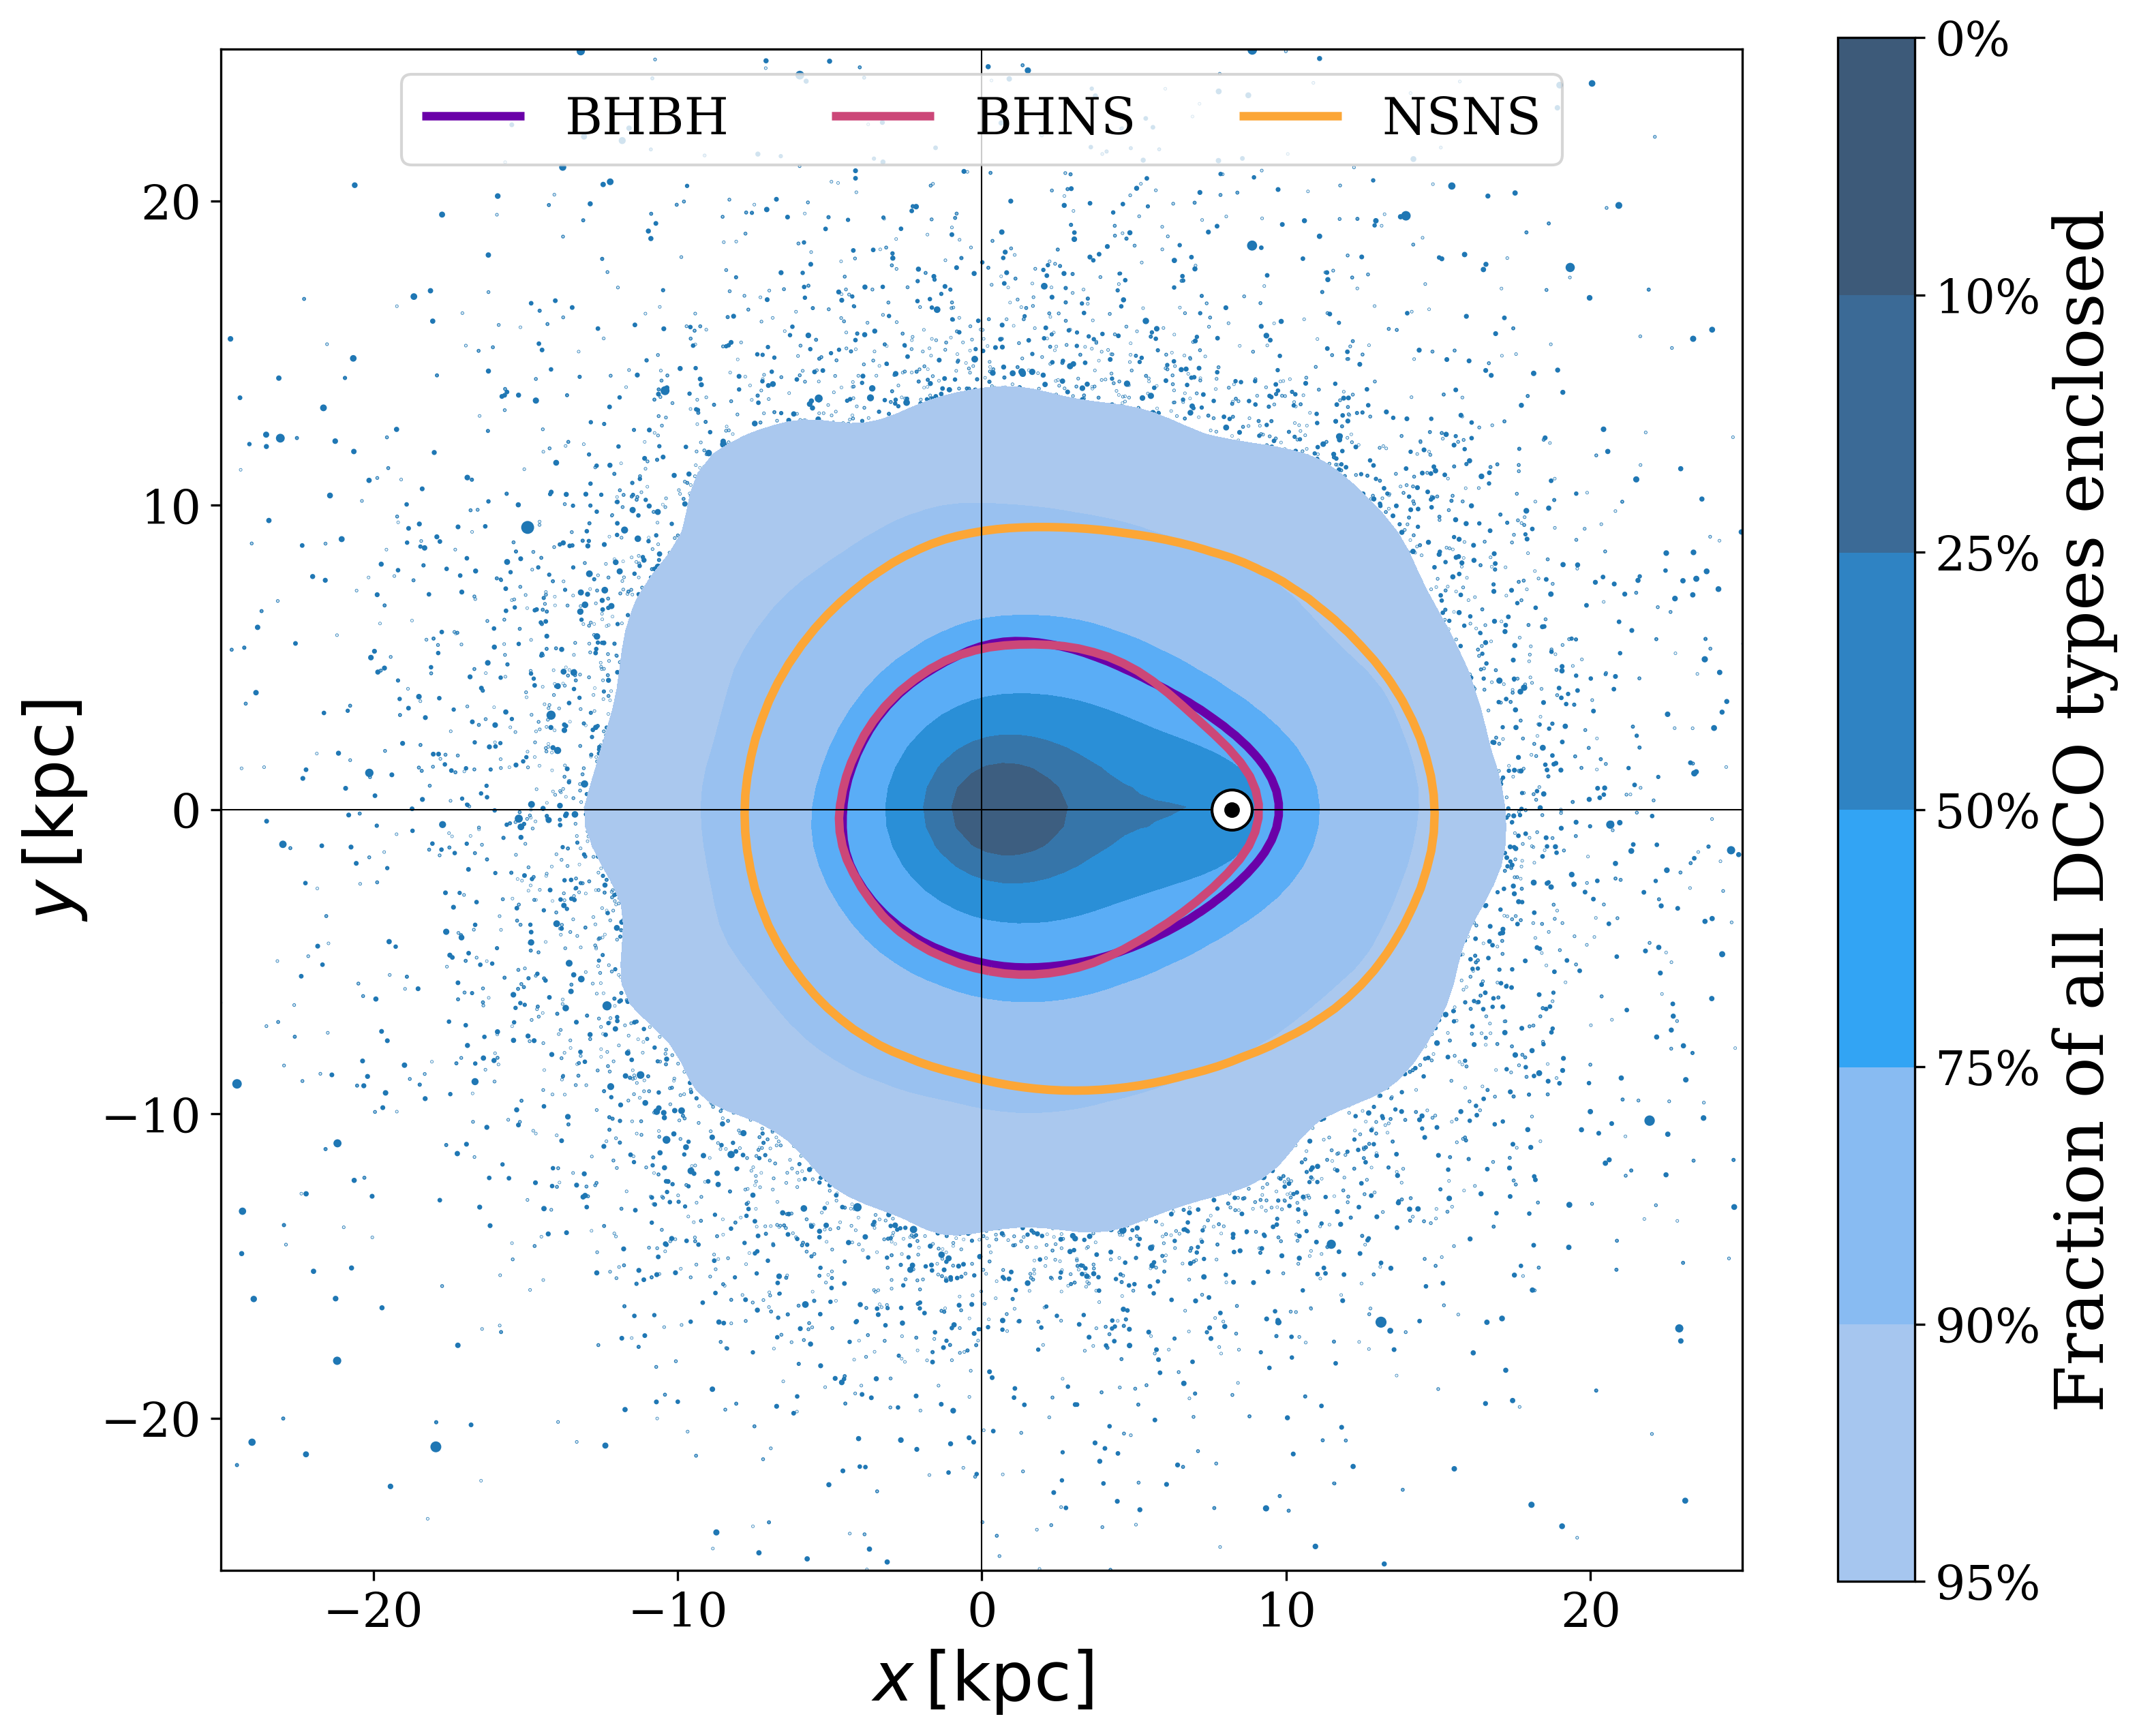 BHBH BHNS NSNS
20
10
0
−10
−20
y [kpc]
−20 −10 0 10 20
x [kpc]
0%
10%
25%
50%
75%
90%
95%
Fraction of all DCO types enclosed